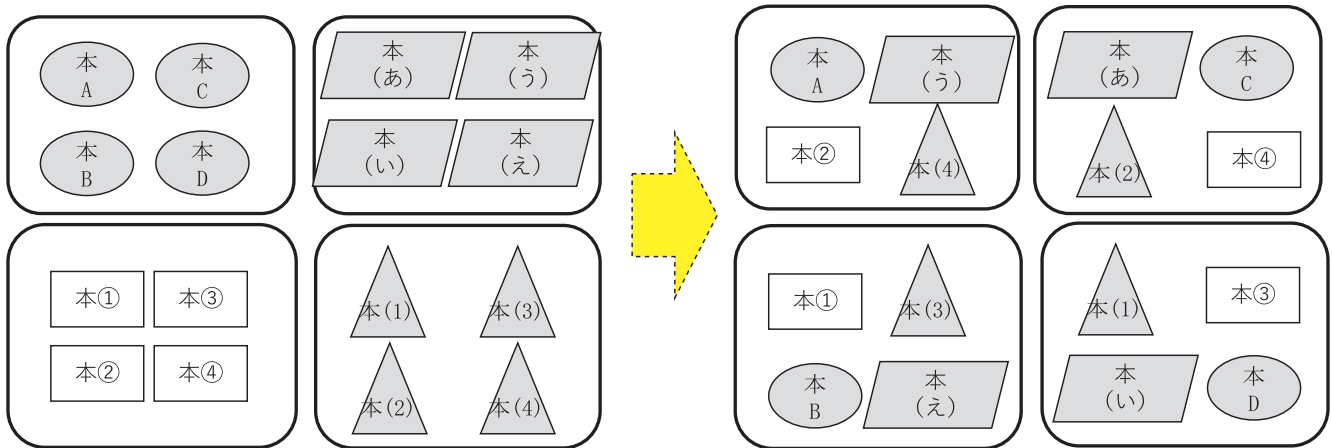 本
A
本
C
本
B
本
D
本
(あ)
本
(う)
本
(い)
本
(え)
本①
本③
本②
本④
本(1)
本(3)
本(2)
本(4)
本
A
本
(う)
本②
本(4)
本
(あ)
本
C
本(2)
本④
本①
本(3)
本
B
本
(え)
本(1)
本③
本
(い)
本
D